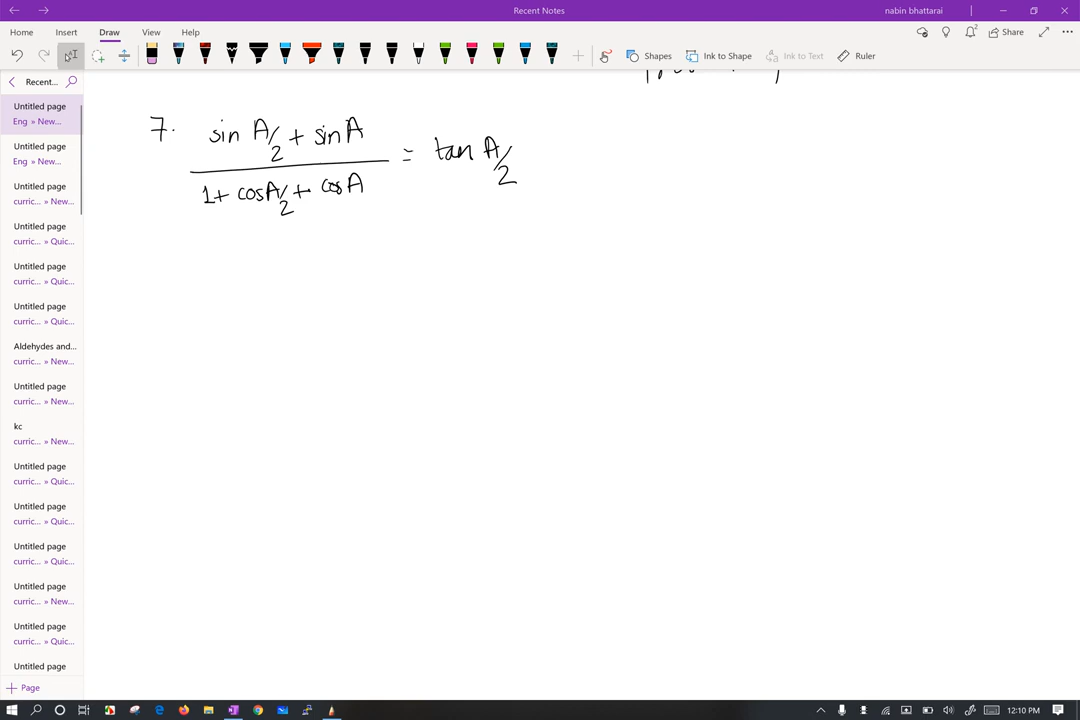 Recent Notes
nabin bhattarai
Home Insert Draw View Help
Share
Shapes Ink to Shape Ink to Text Ruler
Recent...
Untitled page
Eng » New...
Untitled page
Eng » New...
Untitled page
curric... » New...
Untitled page
curric... » Quic...
Untitled page
curric... » Quic...
Untitled page
curric... » Quic...
Aldehydes and...
curric... » New...
Untitled page
curric... » New...
kc
curric... » New...
Untitled page
curric... » Quic...
Untitled page
curric... » Quic...
Untitled page
curric... » Quic...
Untitled page
curric... » New...
Untitled page
curric... » Quic...
Untitled page
+ Page
7. sin A/2 + sin A
= tan A/2
1 + cos A/2 + cos A
12:10 PM